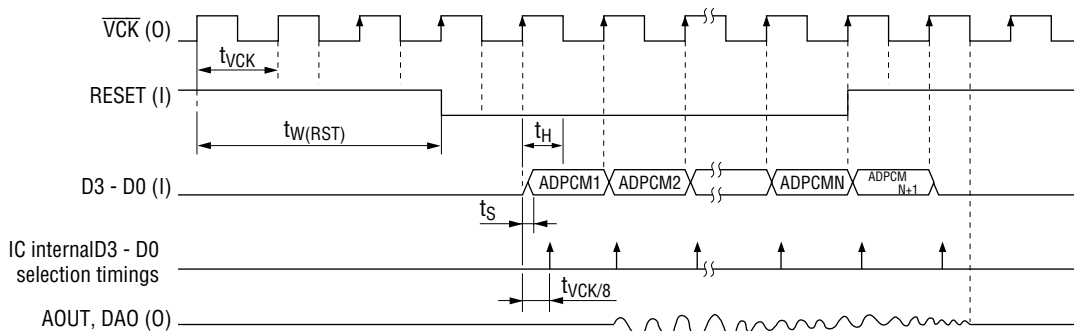 VCK (O)
tVCK
RESET (I)
tW(RST)
tH
D3 - D0 (I)
ADPCM1
ADPCM2
ADPCMN
ADPCM
N+1
tS
IC internalD3 - D0
selection timings
tVCK/8
AOUT, DAO (O)